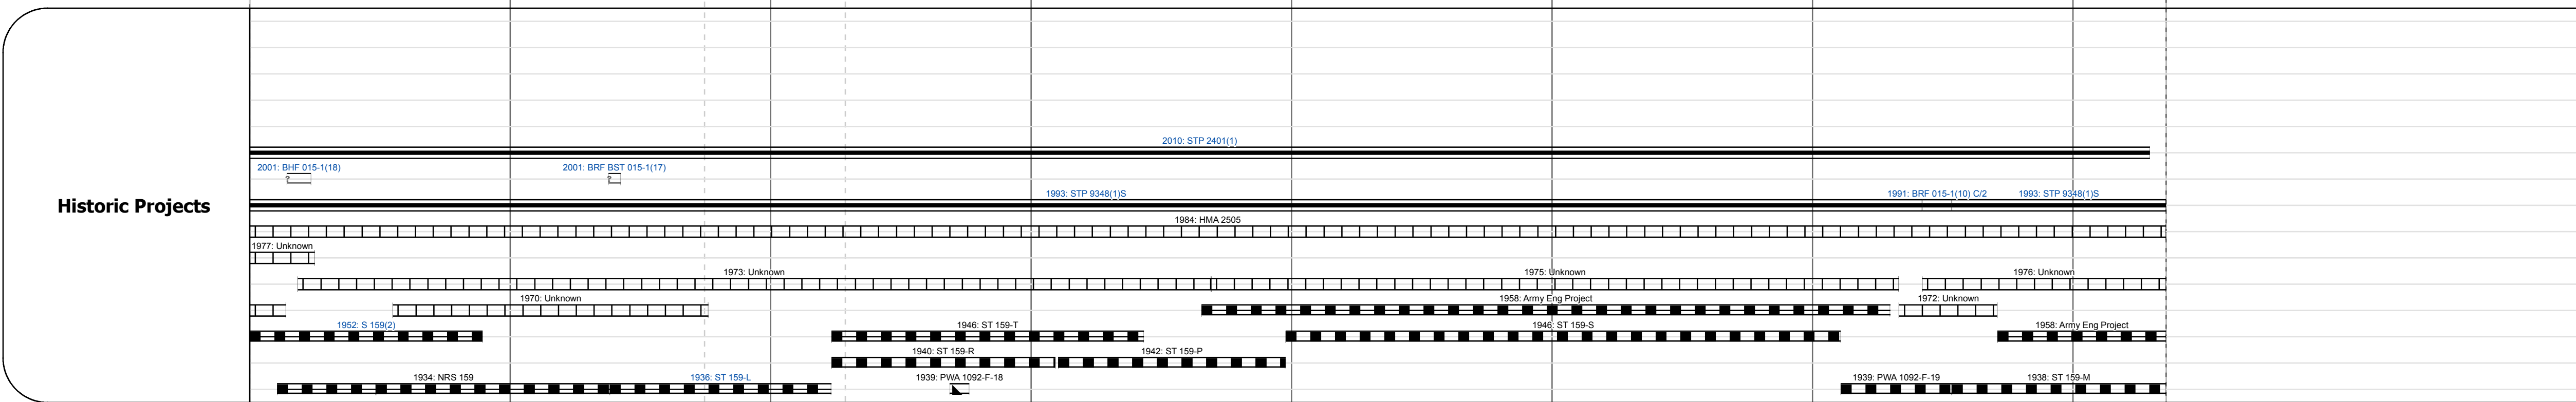 2010: STP 2401(1)
2001: BHF 015-1(18) 2001: BRF BST 015-1(17)
1993: STP 9348(1)S 1991: BRF 015-1(10) C/2 1993: STP 9348(1)S
Historic Projects
1984: HMA 2505
1977: Unknown
1973: Unknown 1975: Unknown 1976: Unknown
1970: Unknown 1958: Army Eng Project 1972: Unknown
1952: S 159(2) 1946: ST 159-T 1946: ST 159-S 1958: Army Eng Project
1940: ST 159-R 1942: ST 159-P
1934: NRS 159 1936: ST 159-L 1939: PWA 1092-F-18 1939: PWA 1092-F-19 1938: ST 159-M